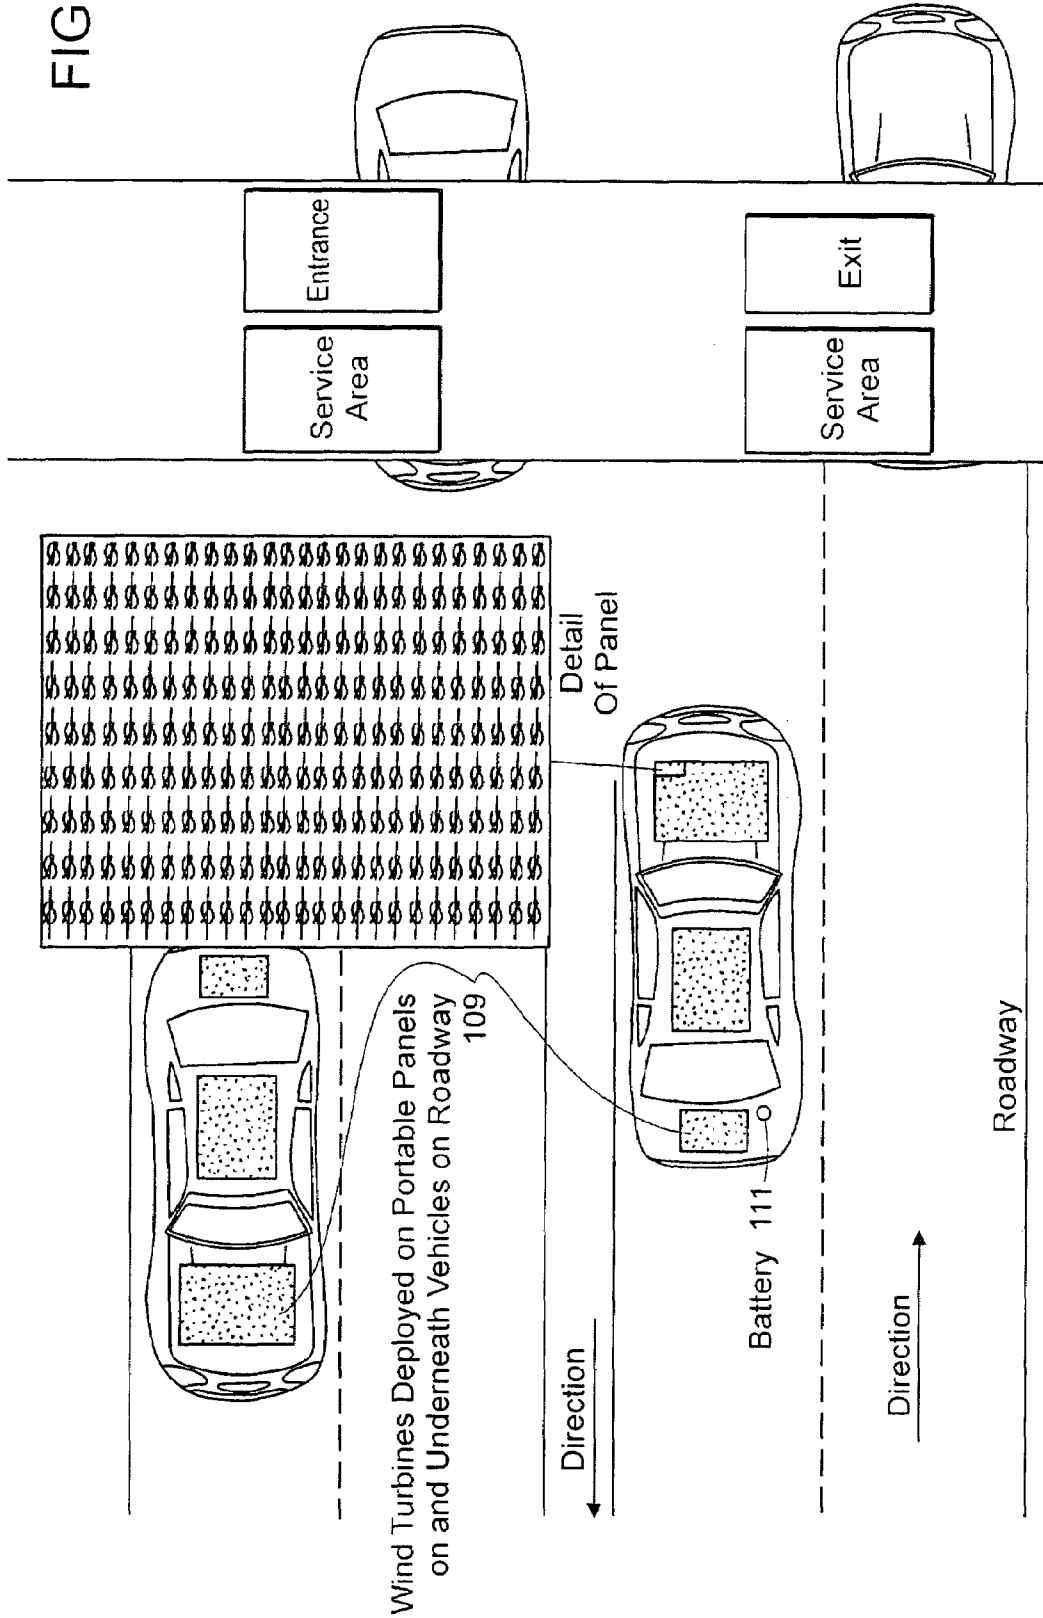 FIG
Entrance
Service
Area
Exit
Service
Area
Detail
Of Panel
Wind Turbines Deployed on Portable Panels
on and Underneath Vehicles on Roadway
109
Battery 111
Roadway
Direction
Direction